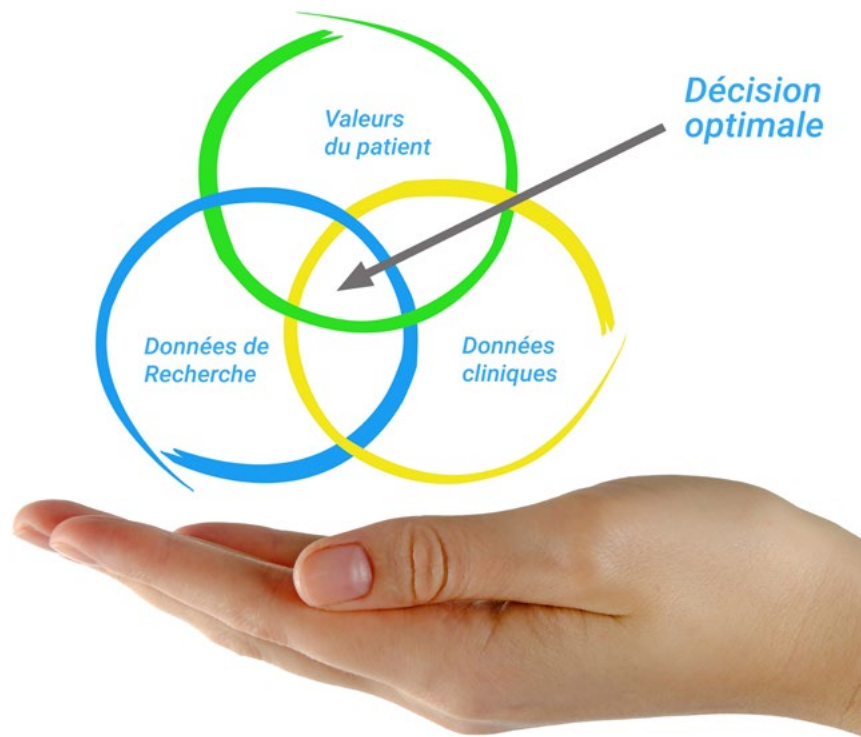 Décision
optimale
Valeurs
du patient
Données de
Recherche
Données
cliniques